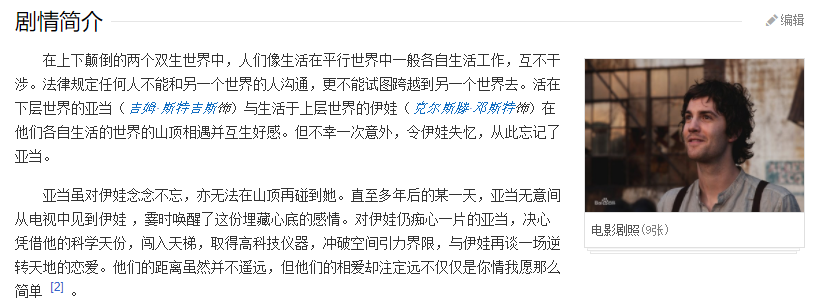 剧情简介
编辑
在上下颠倒的两个双生世界中，人们像生活在平行世界中一般各自生活工作，互不干
涉。法律规定任何人不能和另一个世界的人沟通，更不能试图跨越到另一个世界去。活在
下层世界的亚当（吉姆·斯特吉斯饰）与生活于上层世界的伊娃（克尔斯滕·邓斯特饰）在
他们各自生活的世界的山顶相遇并互生好感。但不幸一次意外，令伊娃失忆，从此忘记了
亚当。
亚当虽对伊娃念念不忘，亦无法在山顶再碰到她。直至多年后的某一天，亚当无意间
从电视中见到伊娃 ，霎时唤醒了这份埋藏心底的感情。对伊娃仍痴心一片的亚当，决心
凭借他的科学天份，闯入天梯，取得高科技仪器，冲破空间引力界限，与伊娃再谈一场逆
转天地的恋爱。他们的距离虽然并不遥远，但他们的相爱却注定远不仅仅是你情我愿那么
简单 [2] 。
电影剧照(9张)